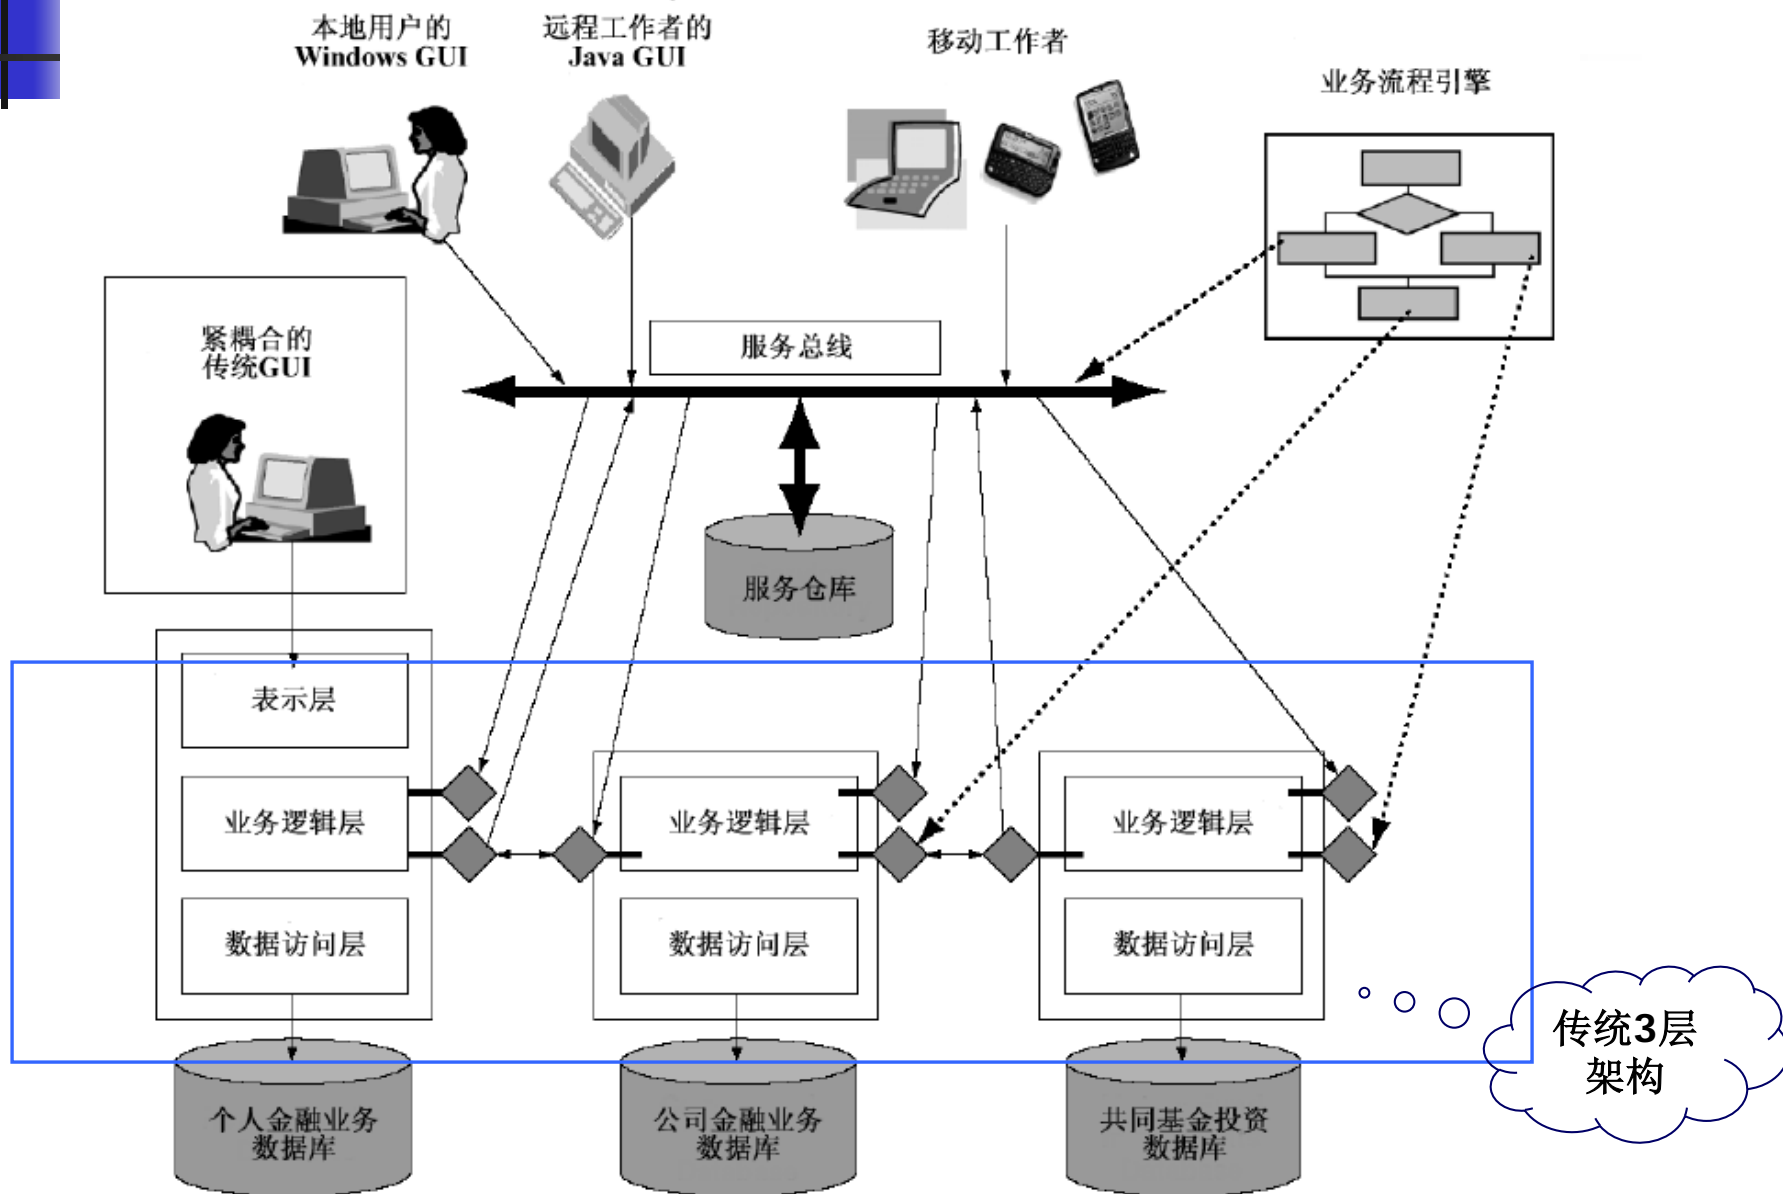 本地用户的
Windows GUI
远程工作者的
Java GUI
移动工作者
业务流程引擎
紧耦合的
传统GUI
服务总线
服务仓库
表示层
业务逻辑层
业务逻辑层
业务逻辑层
数据访问层
数据访问层
数据访问层
传统3层
架构
个人金融业务
数据库
公司金融业务
数据库
共同基金投资
数据库